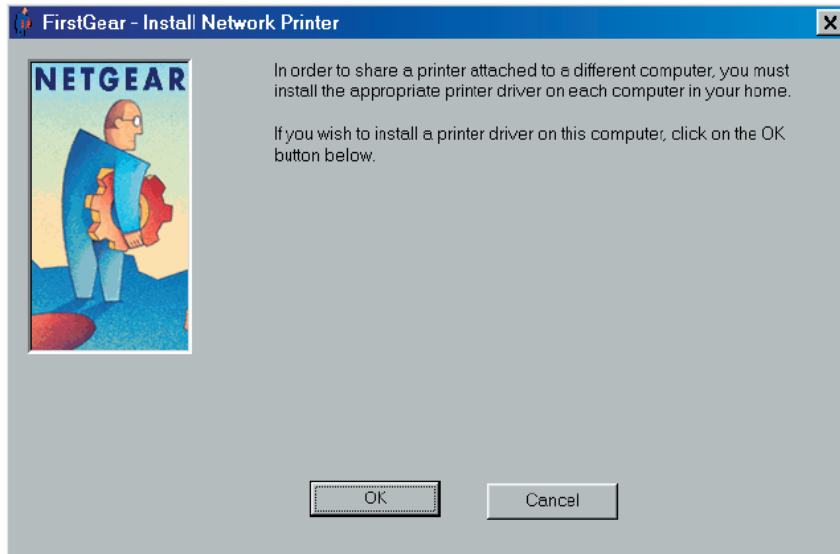 FirstGear - Install Network Printer
NETGEAR
In order to share a printer attached to a different computer, you must
install the appropriate printer driver on each computer in your home.
If you wish to install a printer driver on this computer, click on the OK
button below.
OK
Cancel